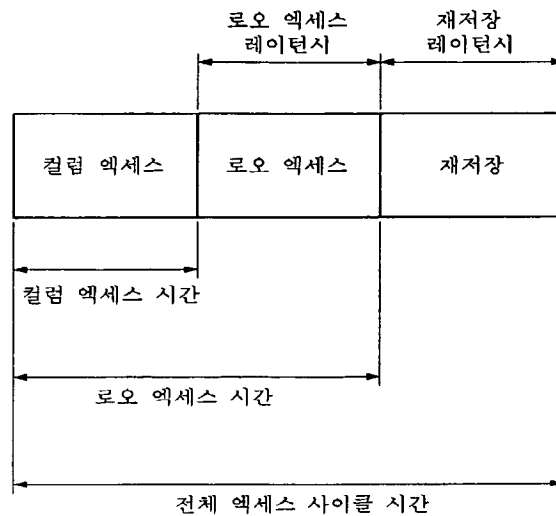 로오 엑세스
레이턴시
재저장
레이턴시
컬럼 엑세스
로오 엑세스
재저장
컬럼 엑세스 시간
로오 엑세스 시간
전체 엑세스 사이클 시간